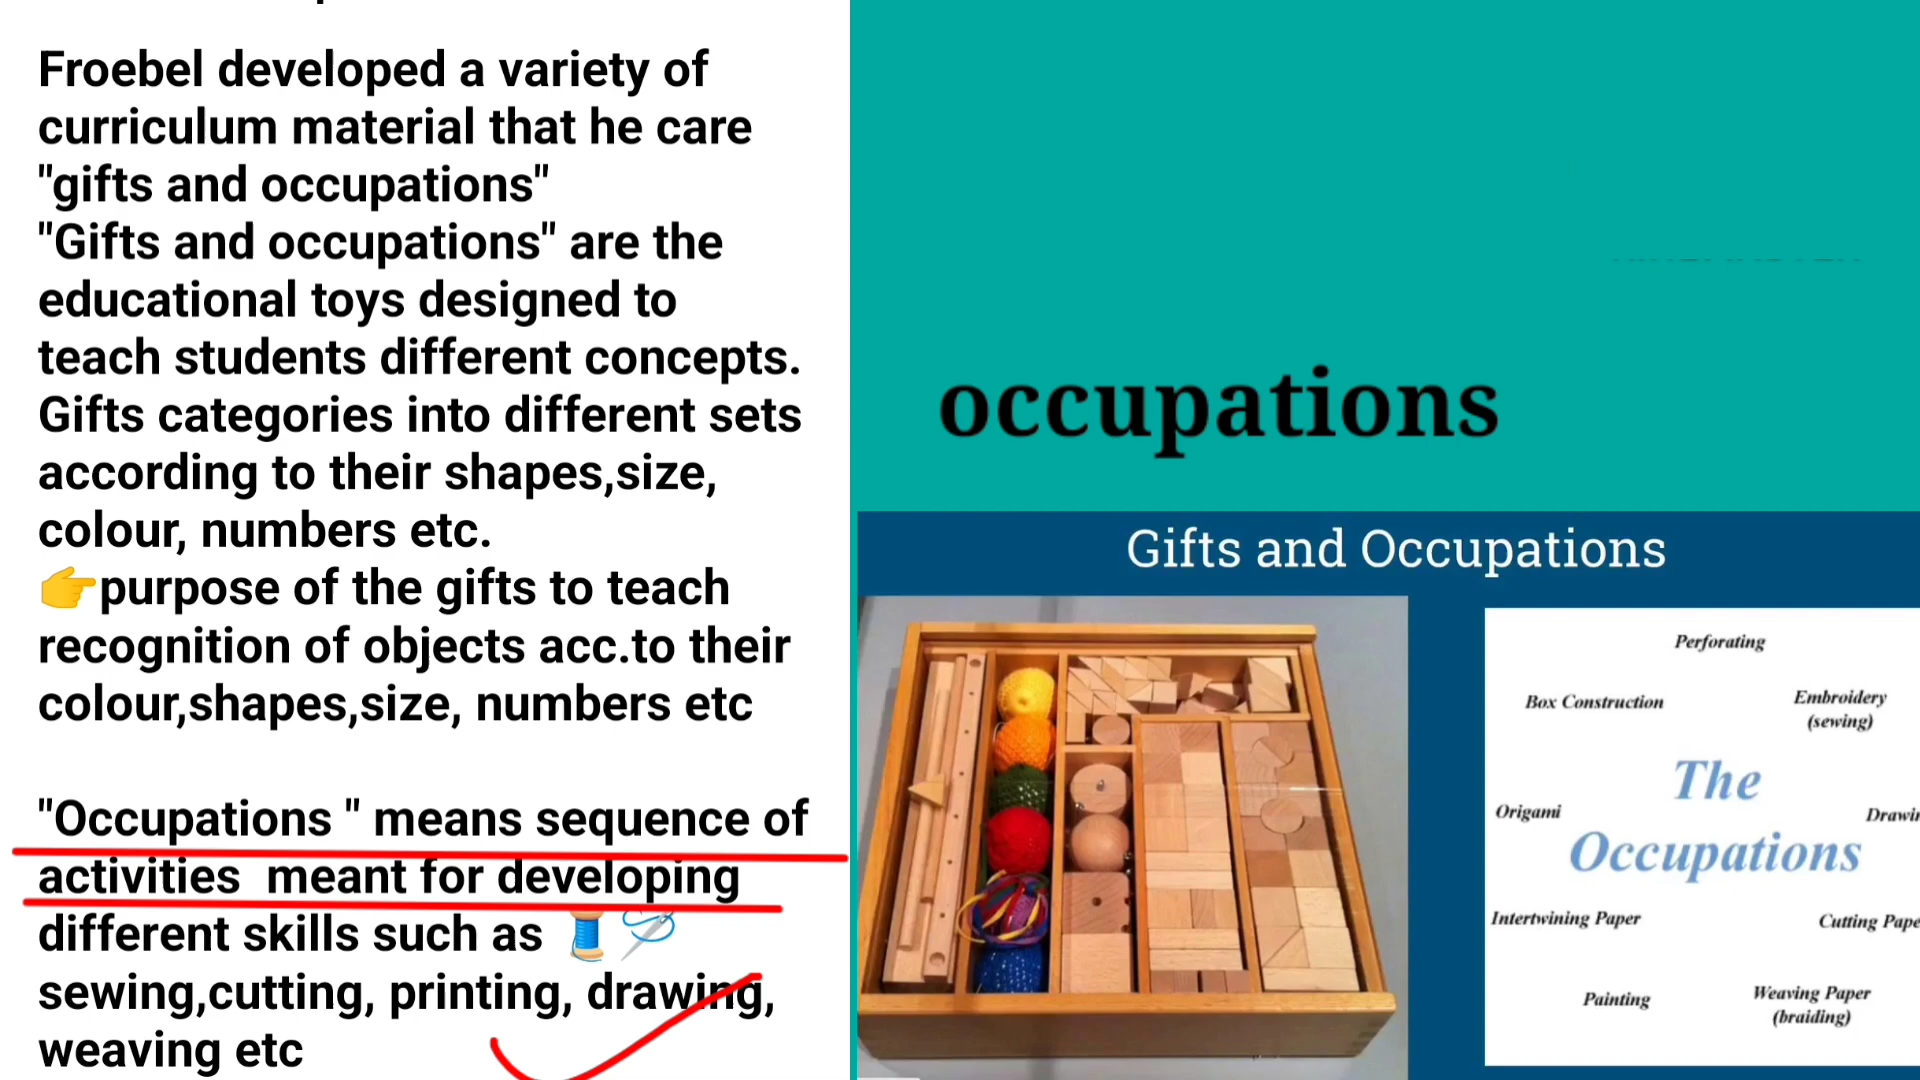 Froebel developed a variety of
curriculum material that he care
"gifts and occupations"
"Gifts and occupations" are the
educational toys designed to
teach students different concepts.
Gifts categories into different sets
according to their shapes,size,
colour, numbers etc.
👉purpose of the gifts to teach
recognition of objects acc.to their
colour,shapes,size, numbers etc
"Occupations " means sequence of
activities  meant for developing
different skills such as 🧵🪡
sewing,cutting, printing, drawing,
weaving etc
occupations
Gifts and Occupations
Perforating
Box Construction
Embroidery
(sewing)
The
Occupations
Origami
Intertwining Paper
Cutting
Painting
Weaving Paper
(braiding)